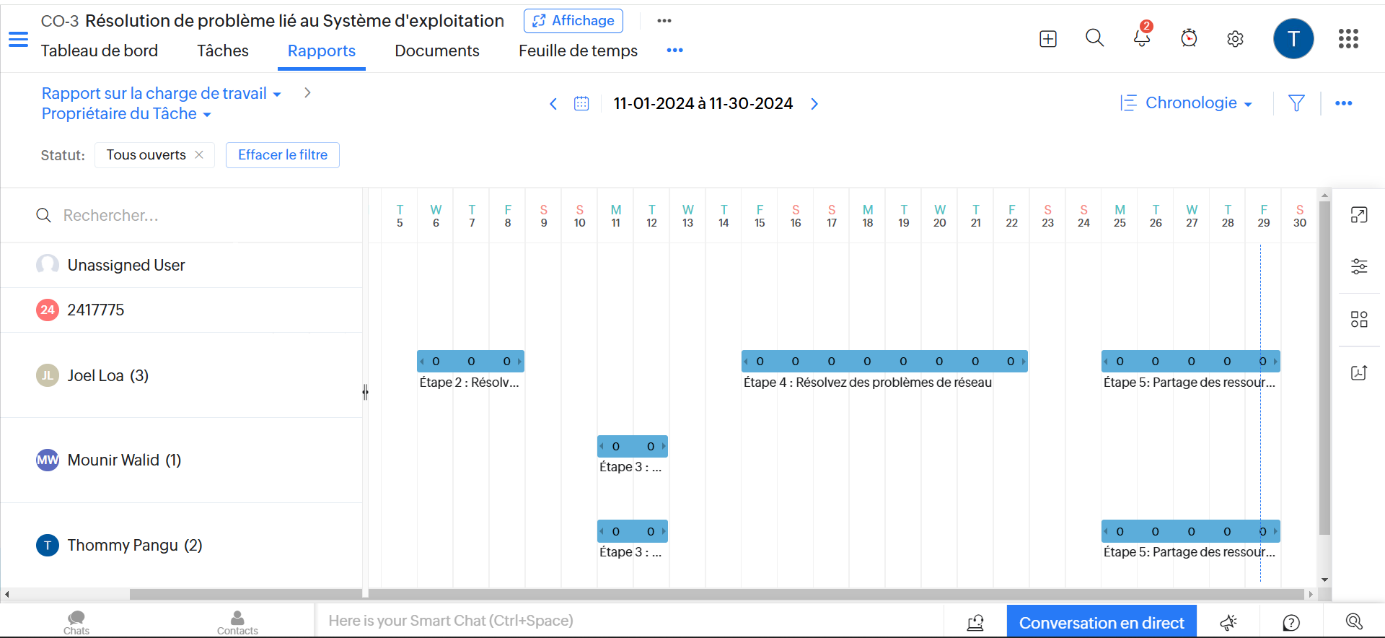 CO-3 Résolution de problème lié au Système d'exploitation Affichage
Tableau de bord Tâches Rapports Documents Feuille de temps
2
T
Rapport sur la charge de travail
Propriétaire du Tâche
11-01-2024 à 11-30-2024
Chronologie
Statut: Tous ouverts Effacer le filtre
Rechercher...
T W T F S S M T W T F S S M T W T F S S M T W T F S
5 6 7 8 9 10 11 12 13 14 15 16 17 18 19 20 21 22 23 24 25 26 27 28 29 30
Unassigned User
24 2417775
JL Joel Loa (3)
0 0 0 0 0 0 0 0 0 0 0 0 0 0 0 0
Étape 2 : Résolv... Étape 4 : Résolvez des problèmes de réseau Étape 5: Partage des ressour...
MW Mounir Walid (1)
0 0
Étape 3 : ...
T Thommy Pangu (2)
0 0 0 0 0 0 0
Étape 3 : ... Étape 5: Partage des ressour...
Chats Contacts Here is your Smart Chat (Ctrl+Space) Conversation en direct